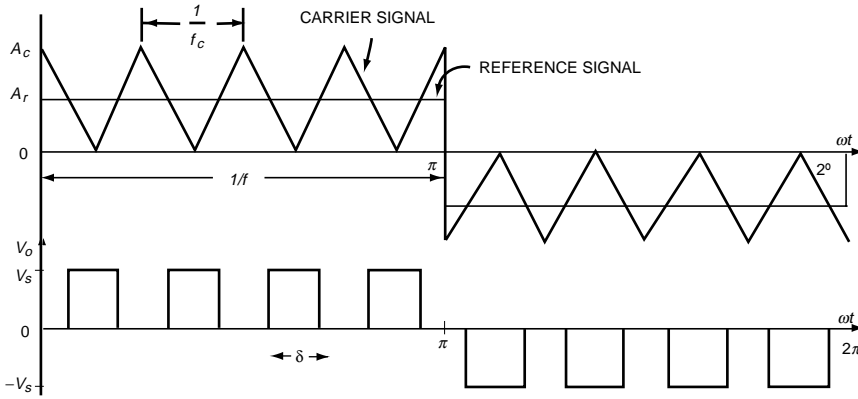 1
f_c
CARRIER SIGNAL
A_c
REFERENCE SIGNAL
A_r
0
π
ωt
2º
1/f
V_o
V_s
0
ωt
π
2π
δ
−V_s